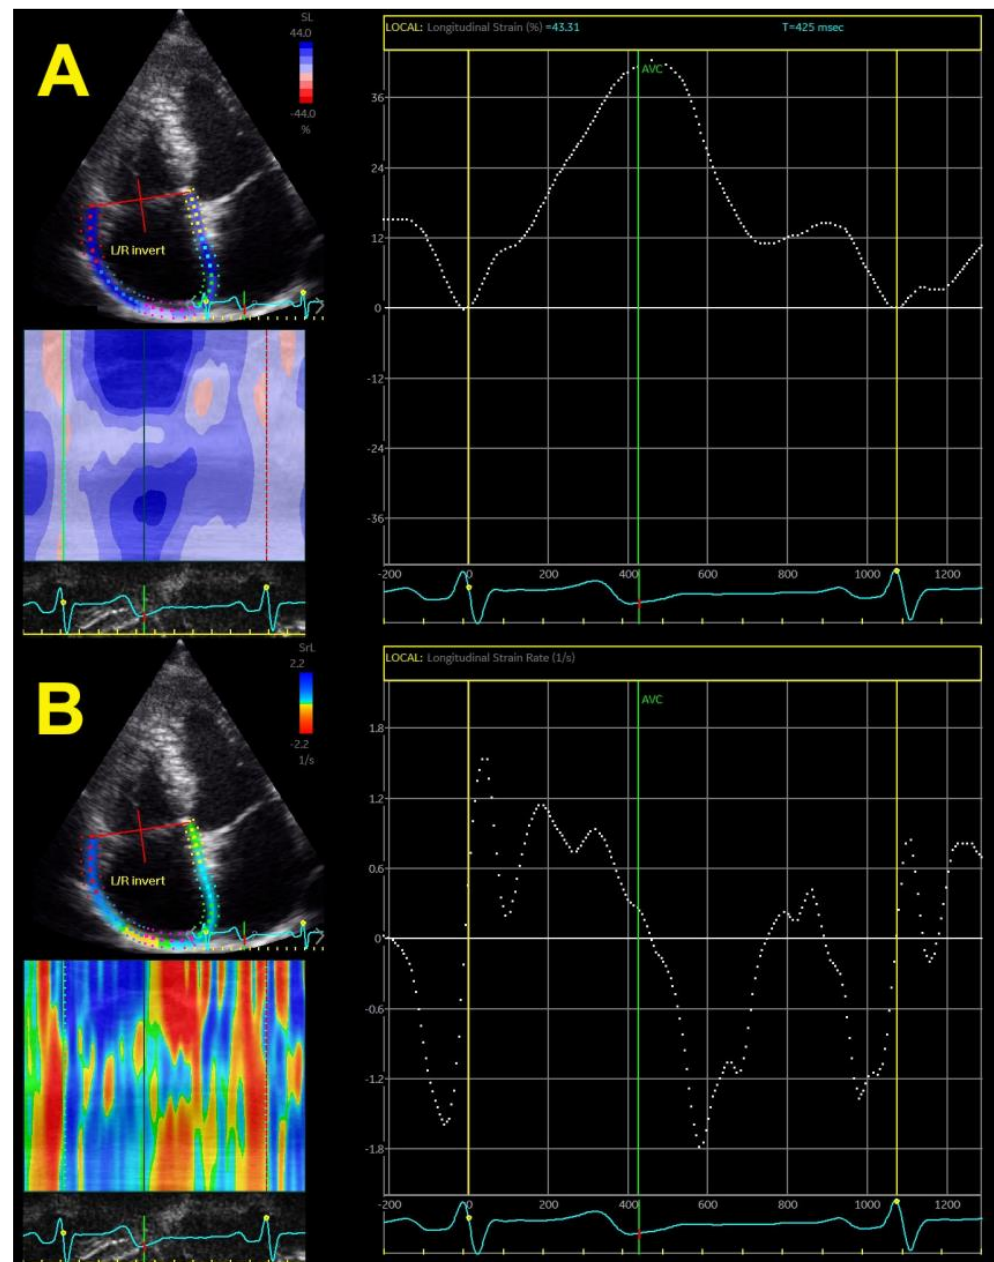 A
SL
44.0
-44.0
%
L/R invert
LOCAL: Longitudinal Strain (%) =43.31 T=425 msec
AVC
36
24
12
0
-12
-24
-36
-200 0 200 400 600 800 1000 1200
B
SrL
2.2
-2.2
1/s
L/R invert
LOCAL: Longitudinal Strain Rate (1/s)
AVC
1.8
1.2
0.6
0
-0.6
-1.2
-1.8
-200 0 200 400 600 800 1000 1200